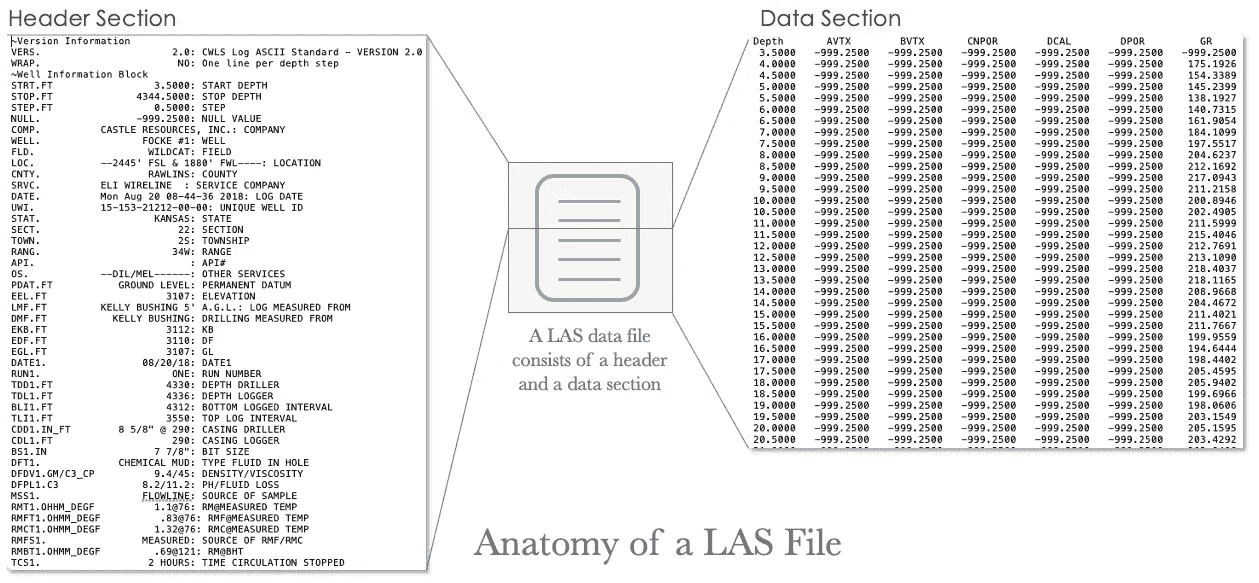 Header Section
~Version Information
VERS. 2.0: CWLS Log ASCII Standard - VERSION 2.0
WRAP. NO: One line per depth step
~Well Information Block
STRT.FT 3.5000: START DEPTH
STOP.FT 4344.5000: STOP DEPTH
STEP.FT 0.5000: STEP
NULL. -999.2500: NULL VALUE
COMP. CASTLE RESOURCES, INC.: COMPANY
WELL. FOCKE #1: WELL
FLD. WILDCAT: FIELD
LOC. --2445' FSL & 1880' FWL----: LOCATION
CNTY. RAWLINS: COUNTY
SRVC. ELI WIRELINE : SERVICE COMPANY
DATE. Mon Aug 20 08-44-36 2018: LOG DATE
UWI. 15-153-21212-00-00: UNIQUE WELL ID
STAT. KANSAS: STATE
SECT. 22: SECTION
TOWN. 2S: TOWNSHIP
RANG. 34W: RANGE
API. : API#
OS. --DIL/MEL------: OTHER SERVICES
PDAT.FT GROUND LEVEL: PERMANENT DATUM
EEL.FT 3107: ELEVATION
LMF.FT KELLY BUSHING 5' A.G.L.: LOG MEASURED FROM
DMF.FT KELLY BUSHING: DRILLING MEASURED FROM
EKB.FT 3112: KB
EDF.FT 3110: DF
EGL.FT 3107: GL
DATE1. 08/20/18: DATE1
RUN1. ONE: RUN NUMBER
TDD1.FT 4330: DEPTH DRILLER
TDL1.FT 4336: DEPTH LOGGER
BLI1.FT 4312: BOTTOM LOGGED INTERVAL
TLI1.FT 3550: TOP LOG INTERVAL
CDD1.IN_FT 8 5/8" @ 290: CASING DRILLER
CDL1.FT 290: CASING LOGGER
BS1.IN 7 7/8": BIT SIZE
DFT1. CHEMICAL MUD: TYPE FLUID IN HOLE
DFDV1.GM/C3_CP 9.4/45: DENSITY/VISCOSITY
DFPL1.C3 8.2/11.2: PH/FLUID LOSS
MSS1. FLOWLINE: SOURCE OF SAMPLE
RMT1.OHHM_DEGF 1.1@76: RM@MEASURED TEMP
RMFT1.OHMM_DEGF .83@76: RMF@MEASURED TEMP
RMCT1.OHMM_DEGF 1.32@76: RMC@MEASURED TEMP
RMFS1. MEASURED: SOURCE OF RMF/RMC
RMBT1.OHMM_DEGF .69@121: RM@BHT
TCS1. 2 HOURS: TIME CIRCULATION STOPPED
A LAS data file
consists of a header
and a data section
Data Section
Depth AVTX BVTX CNPOR DCAL DPOR GR
3.5000 -999.2500 -999.2500 -999.2500 -999.2500 -999.2500 -999.2500
4.0000 -999.2500 -999.2500 -999.2500 -999.2500 -999.2500 175.1926
4.5000 -999.2500 -999.2500 -999.2500 -999.2500 -999.2500 154.3389
5.0000 -999.2500 -999.2500 -999.2500 -999.2500 -999.2500 145.2399
5.5000 -999.2500 -999.2500 -999.2500 -999.2500 -999.2500 138.1927
6.0000 -999.2500 -999.2500 -999.2500 -999.2500 -999.2500 140.7315
6.5000 -999.2500 -999.2500 -999.2500 -999.2500 -999.2500 161.9054
7.0000 -999.2500 -999.2500 -999.2500 -999.2500 -999.2500 184.1099
7.5000 -999.2500 -999.2500 -999.2500 -999.2500 -999.2500 197.5517
8.0000 -999.2500 -999.2500 -999.2500 -999.2500 -999.2500 204.6237
8.5000 -999.2500 -999.2500 -999.2500 -999.2500 -999.2500 212.1692
9.0000 -999.2500 -999.2500 -999.2500 -999.2500 -999.2500 217.0943
9.5000 -999.2500 -999.2500 -999.2500 -999.2500 -999.2500 211.2158
10.0000 -999.2500 -999.2500 -999.2500 -999.2500 -999.2500 200.8946
10.5000 -999.2500 -999.2500 -999.2500 -999.2500 -999.2500 202.4905
11.0000 -999.2500 -999.2500 -999.2500 -999.2500 -999.2500 211.5999
11.5000 -999.2500 -999.2500 -999.2500 -999.2500 -999.2500 215.4046
12.0000 -999.2500 -999.2500 -999.2500 -999.2500 -999.2500 212.7691
12.5000 -999.2500 -999.2500 -999.2500 -999.2500 -999.2500 213.1090
13.0000 -999.2500 -999.2500 -999.2500 -999.2500 -999.2500 218.4037
13.5000 -999.2500 -999.2500 -999.2500 -999.2500 -999.2500 218.1165
14.0000 -999.2500 -999.2500 -999.2500 -999.2500 -999.2500 208.9668
14.5000 -999.2500 -999.2500 -999.2500 -999.2500 -999.2500 204.4672
15.0000 -999.2500 -999.2500 -999.2500 -999.2500 -999.2500 211.4021
15.5000 -999.2500 -999.2500 -999.2500 -999.2500 -999.2500 211.7667
16.0000 -999.2500 -999.2500 -999.2500 -999.2500 -999.2500 199.9559
16.5000 -999.2500 -999.2500 -999.2500 -999.2500 -999.2500 194.6444
17.0000 -999.2500 -999.2500 -999.2500 -999.2500 -999.2500 198.4402
17.5000 -999.2500 -999.2500 -999.2500 -999.2500 -999.2500 205.4595
18.0000 -999.2500 -999.2500 -999.2500 -999.2500 -999.2500 205.9402
18.5000 -999.2500 -999.2500 -999.2500 -999.2500 -999.2500 199.6966
19.0000 -999.2500 -999.2500 -999.2500 -999.2500 -999.2500 198.0606
19.5000 -999.2500 -999.2500 -999.2500 -999.2500 -999.2500 203.1549
20.0000 -999.2500 -999.2500 -999.2500 -999.2500 -999.2500 205.1595
20.5000 -999.2500 -999.2500 -999.2500 -999.2500 -999.2500 203.4292
Anatomy of a LAS File